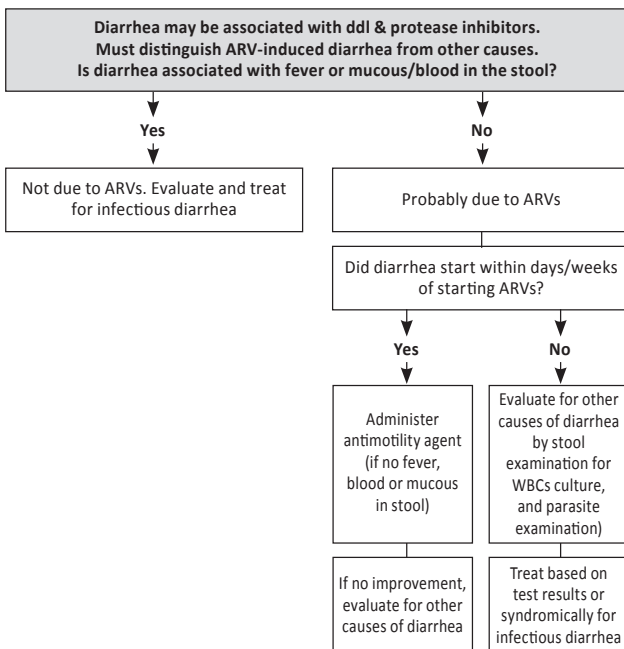 Diarrhea may be associated with ddl & protease inhibitors.
Must distinguish ARV-induced diarrhea from other causes.
Is diarrhea associated with fever or mucous/blood in the stool?
Yes
No
Not due to ARVs. Evaluate and treat
for infectious diarrhea
Probably due to ARVs
Did diarrhea start within days/weeks
of starting ARVs?
Yes
No
Administer
antimotility agent
(if no fever,
blood or mucous
in stool)
Evaluate for other
causes of diarrhea
by stool
examination for
WBCs culture,
and parasite
examination)
If no improvement,
evaluate for other
causes of diarrhea
Treat based on
test results or
syndromically for
infectious diarrhea